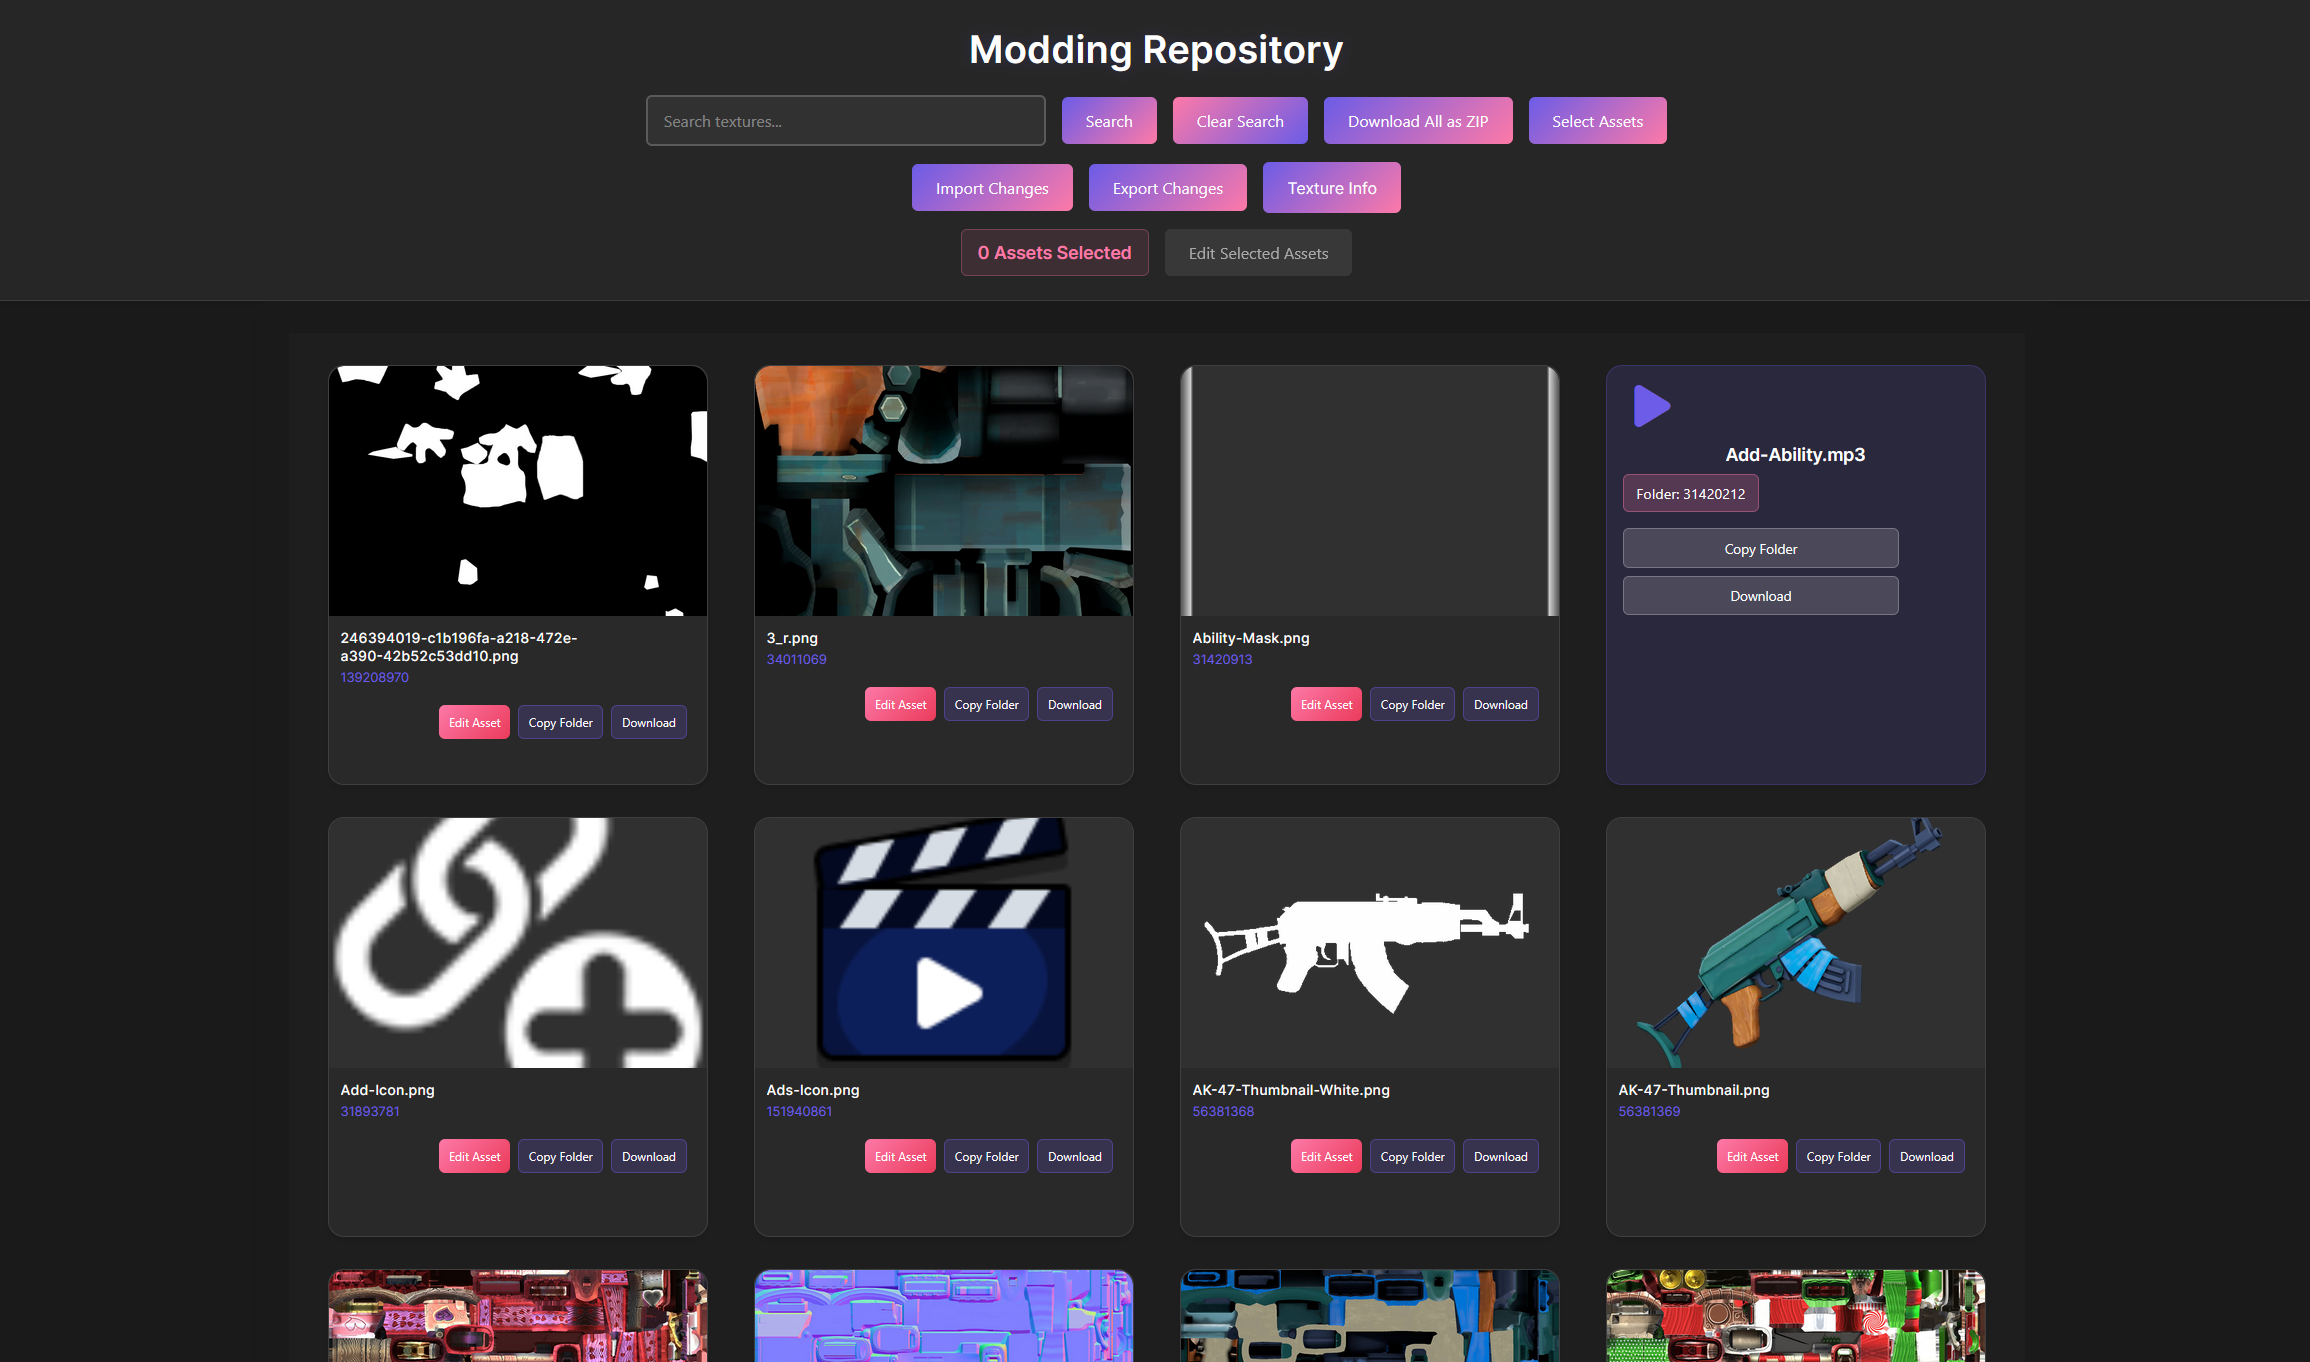 Modding Repository
Search textures...
Search
Clear Search
Download All as ZIP
Select Assets
Import Changes
Export Changes
Texture Info
0 Assets Selected
Edit Selected Assets
246394019-c1b196fa-a218-472e-
a390-42b52c53dd10.png
139208970
Edit Asset
Copy Folder
Download
3_r.png
34011069
Edit Asset
Copy Folder
Download
Ability-Mask.png
31420913
Edit Asset
Copy Folder
Download
Add-Ability.mp3
Folder: 31420212
Copy Folder
Download
Add-Icon.png
31893781
Edit Asset
Copy Folder
Download
Ads-Icon.png
151940861
Edit Asset
Copy Folder
Download
AK-47-Thumbnail-White.png
56381368
Edit Asset
Copy Folder
Download
AK-47-Thumbnail.png
56381369
Edit Asset
Copy Folder
Download